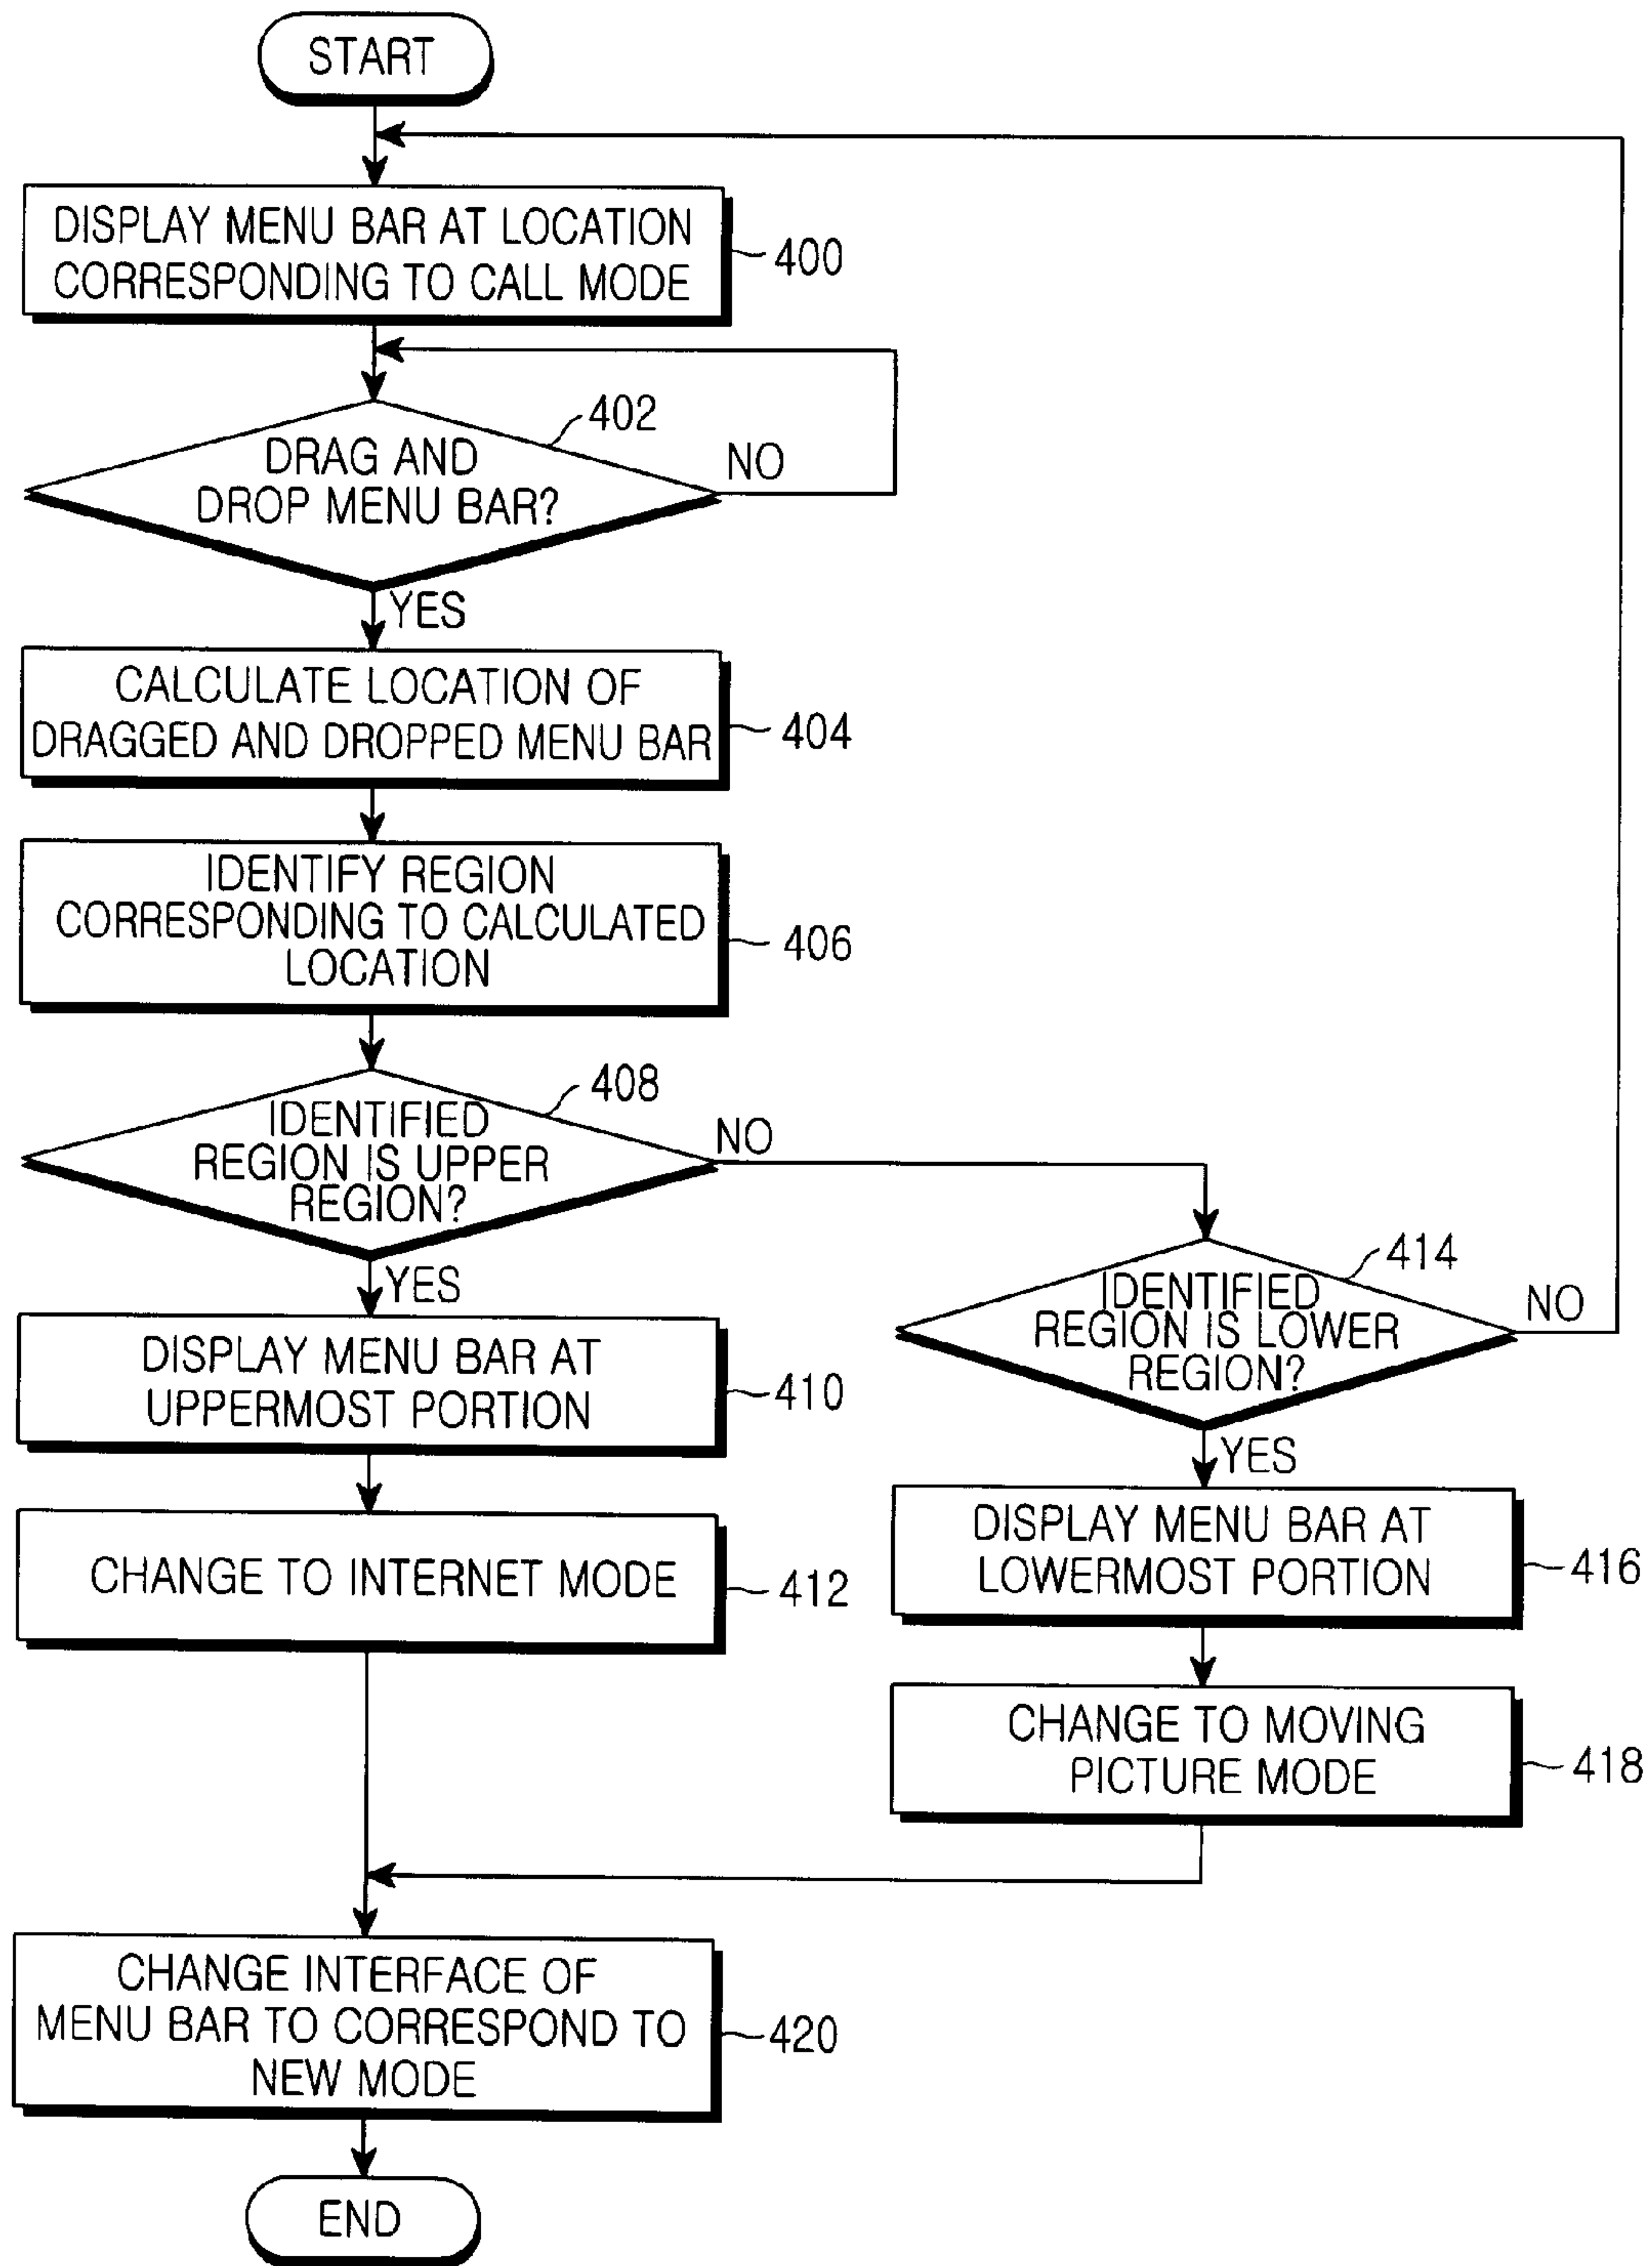 START
DISPLAY MENU BAR AT LOCATION
CORRESPONDING TO CALL MODE
400
402
DRAG AND
DROP MENU BAR?
NO
YES
CALCULATE LOCATION OF
DRAGGED AND DROPPED MENU BAR
404
IDENTIFY REGION
CORRESPONDING TO CALCULATED
LOCATION
406
408
IDENTIFIED
REGION IS UPPER
REGION?
NO
YES
DISPLAY MENU BAR AT
UPPERMOST PORTION
410
CHANGE TO INTERNET MODE
412
414
IDENTIFIED
REGION IS LOWER
REGION?
NO
YES
DISPLAY MENU BAR AT
LOWERMOST PORTION
416
CHANGE TO MOVING
PICTURE MODE
418
CHANGE INTERFACE OF
MENU BAR TO CORRESPOND TO
NEW MODE
420
END